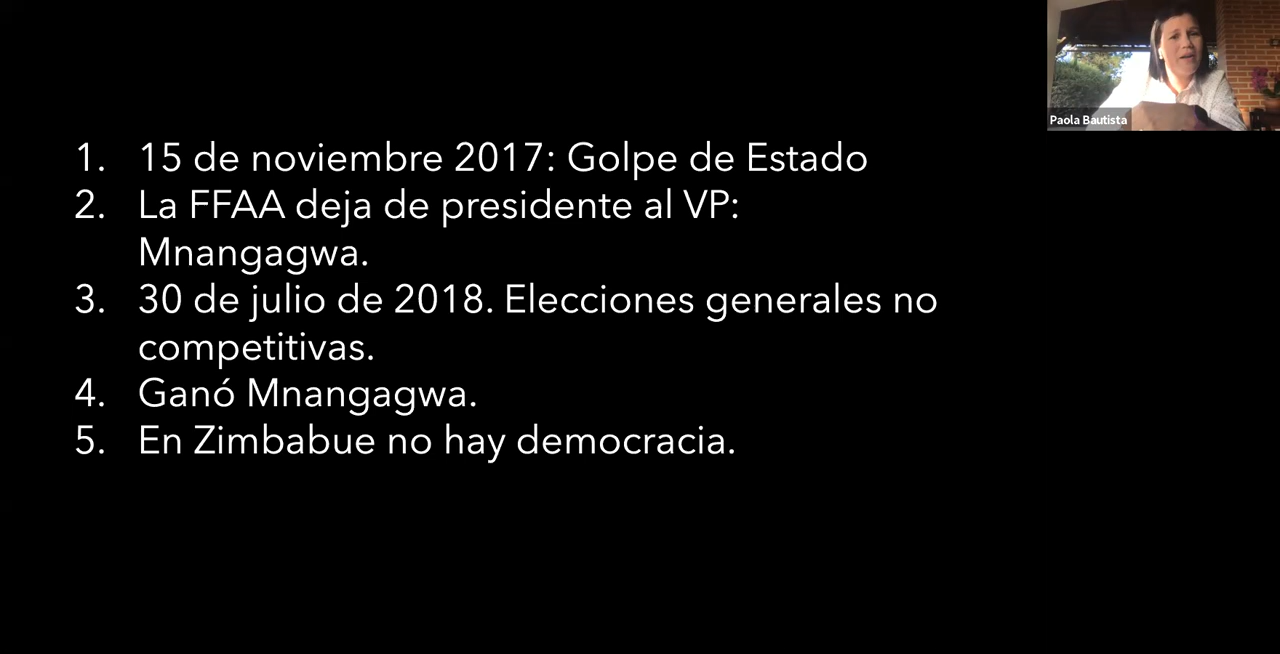 Paola Bautista
1. 15 de noviembre 2017: Golpe de Estado
2. La FFAA deja de presidente al VP:
Mnangagwa.
3. 30 de julio de 2018. Elecciones generales no
competitivas.
4. Ganó Mnangagwa.
5. En Zimbabue no hay democracia.